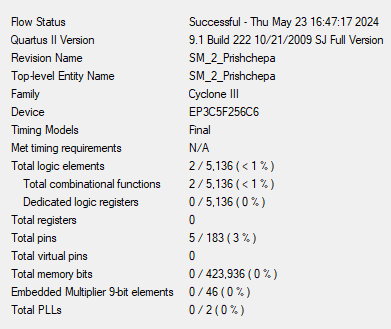 Flow Status Successful - Thu May 23 16:47:17 2024
Quartus II Version 9.1 Build 222 10/21/2009 SJ Full Version
Revision Name SM_2_Prishchepa
Top-level Entity Name SM_2_Prishchepa
Family Cyclone III
Device EP3C5F256C6
Timing Models Final
Met timing requirements N/A
Total logic elements 2 / 5,136 ( < 1 % )
Total combinational functions 2 / 5,136 ( < 1 % )
Dedicated logic registers 0 / 5,136 ( 0 % )
Total registers 0
Total pins 5 / 183 ( 3 % )
Total virtual pins 0
Total memory bits 0 / 423,936 ( 0 % )
Embedded Multiplier 9-bit elements 0 / 46 ( 0 % )
Total PLLs 0 / 2 ( 0 % )